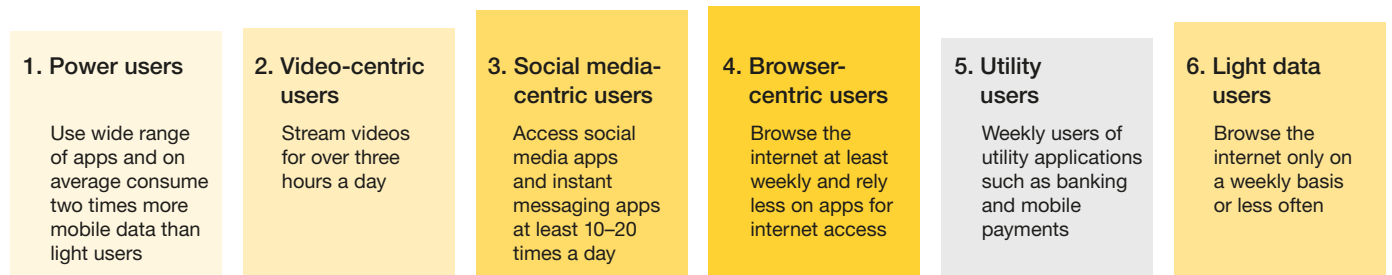 1. Power users
Use wide range
of apps and on
average consume
two times more
mobile data than
light users
2. Video-centric
users
Stream videos
for over three
hours a day
3. Social media-
centric users
Access social
media apps
and instant
messaging apps
at least 10–20
times a day
4. Browser-
centric users
Browse the
internet at least
weekly and rely
less on apps for
internet access
5. Utility
users
Weekly users of
utility applications
such as banking
and mobile
payments
6. Light data
users
Browse the
internet only on
a weekly basis
or less often